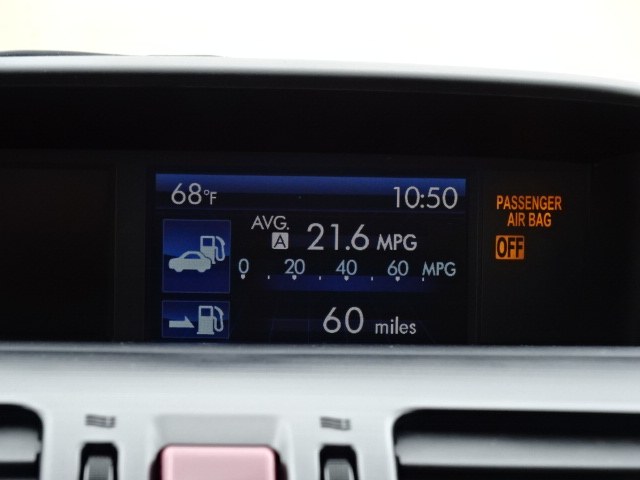 68°F 10:50
AVG.
A 21.6 MPG
0 20 40 60 MPG
60 miles
PASSENGER
AIR BAG
OFF